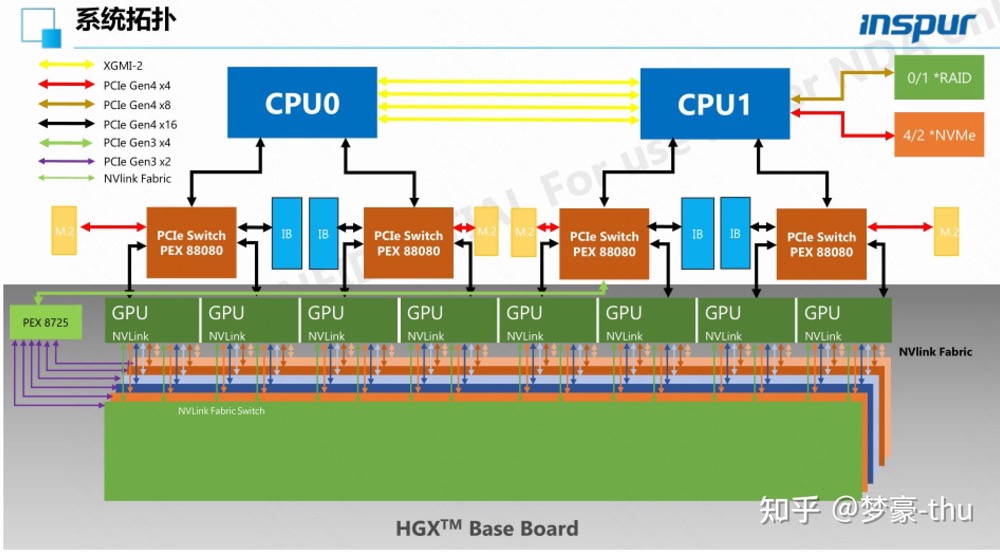 系统拓扑
inspur
XGMI-2
PCIe Gen4 x4
PCIe Gen4 x8
PCIe Gen4 x16
PCIe Gen3 x4
PCIe Gen3 x2
NVlink Fabric
CPU0
CPU1
0/1 *RAID
4/2 *NVMe
M.2
PCIe Switch
PEX 88080
IB
IB
PCIe Switch
PEX 88080
M.2
M.2
PCIe Switch
PEX 88080
IB
IB
PCIe Switch
PEX 88080
M.2
PEX 8725
GPU
NVLink
GPU
NVLink
GPU
NVLink
GPU
NVLink
GPU
NVLink
GPU
NVLink
GPU
NVLink
GPU
NVLink
NVlink Fabric
NVLink Fabric Switch
HGX™ Base Board
知乎 @梦豪-thu